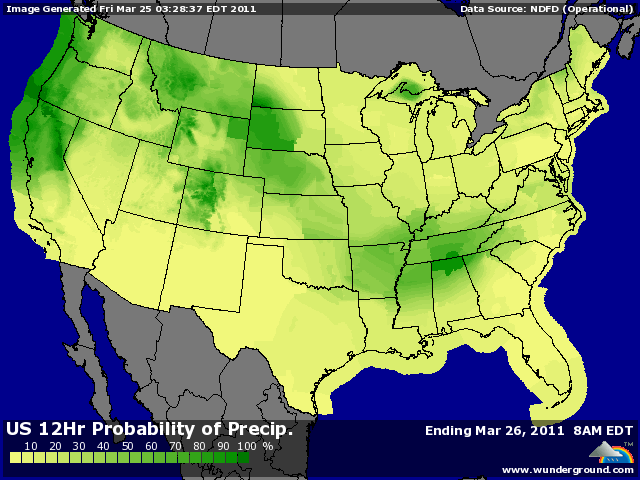 Image Generated Fri Mar 25 03:28:37 EDT 2011 Data Source: NDFD (Operational)
US 12Hr Probability of Precip. Ending Mar 26, 2011 8AM EDT
10 20 30 40 50 60 70 80 90 100 %
TM
www.wunderground.com